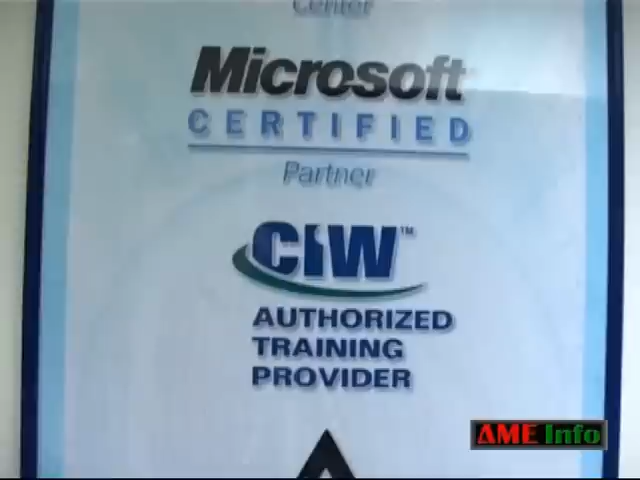 Center
Microsoft
CERTIFIED
Partner
CIW™
AUTHORIZED
TRAINING
PROVIDER
AME Info